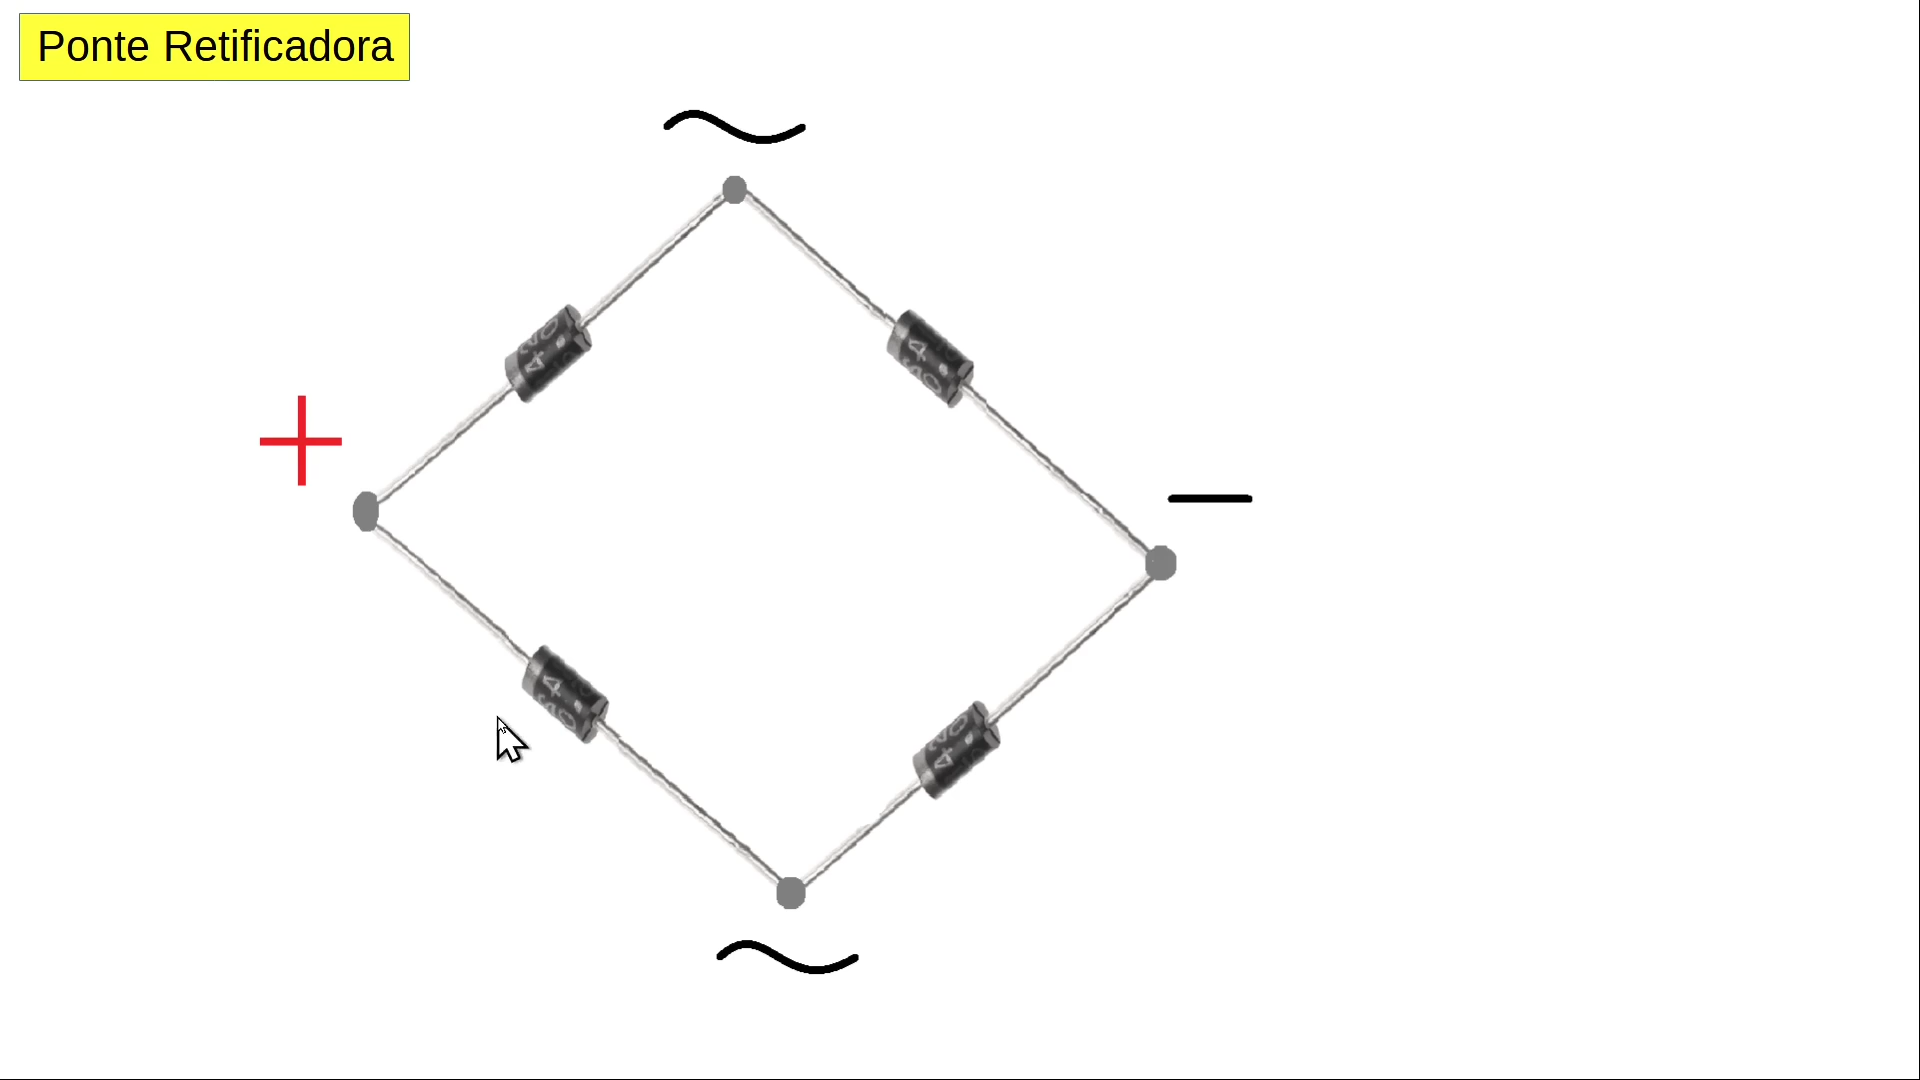 Ponte Retificadora
~
+
—
~